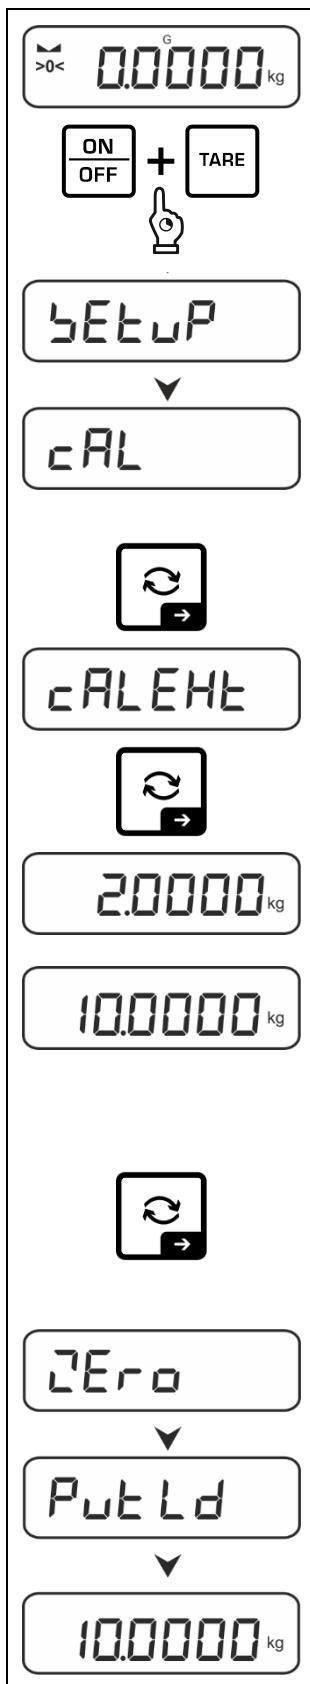 G
>0< 0.0000 kg
ON
OFF + TARE
SEtuP
cAL
cALEHt
2.0000 kg
10.0000 kg
ZEro
PutLd
10.0000 kg